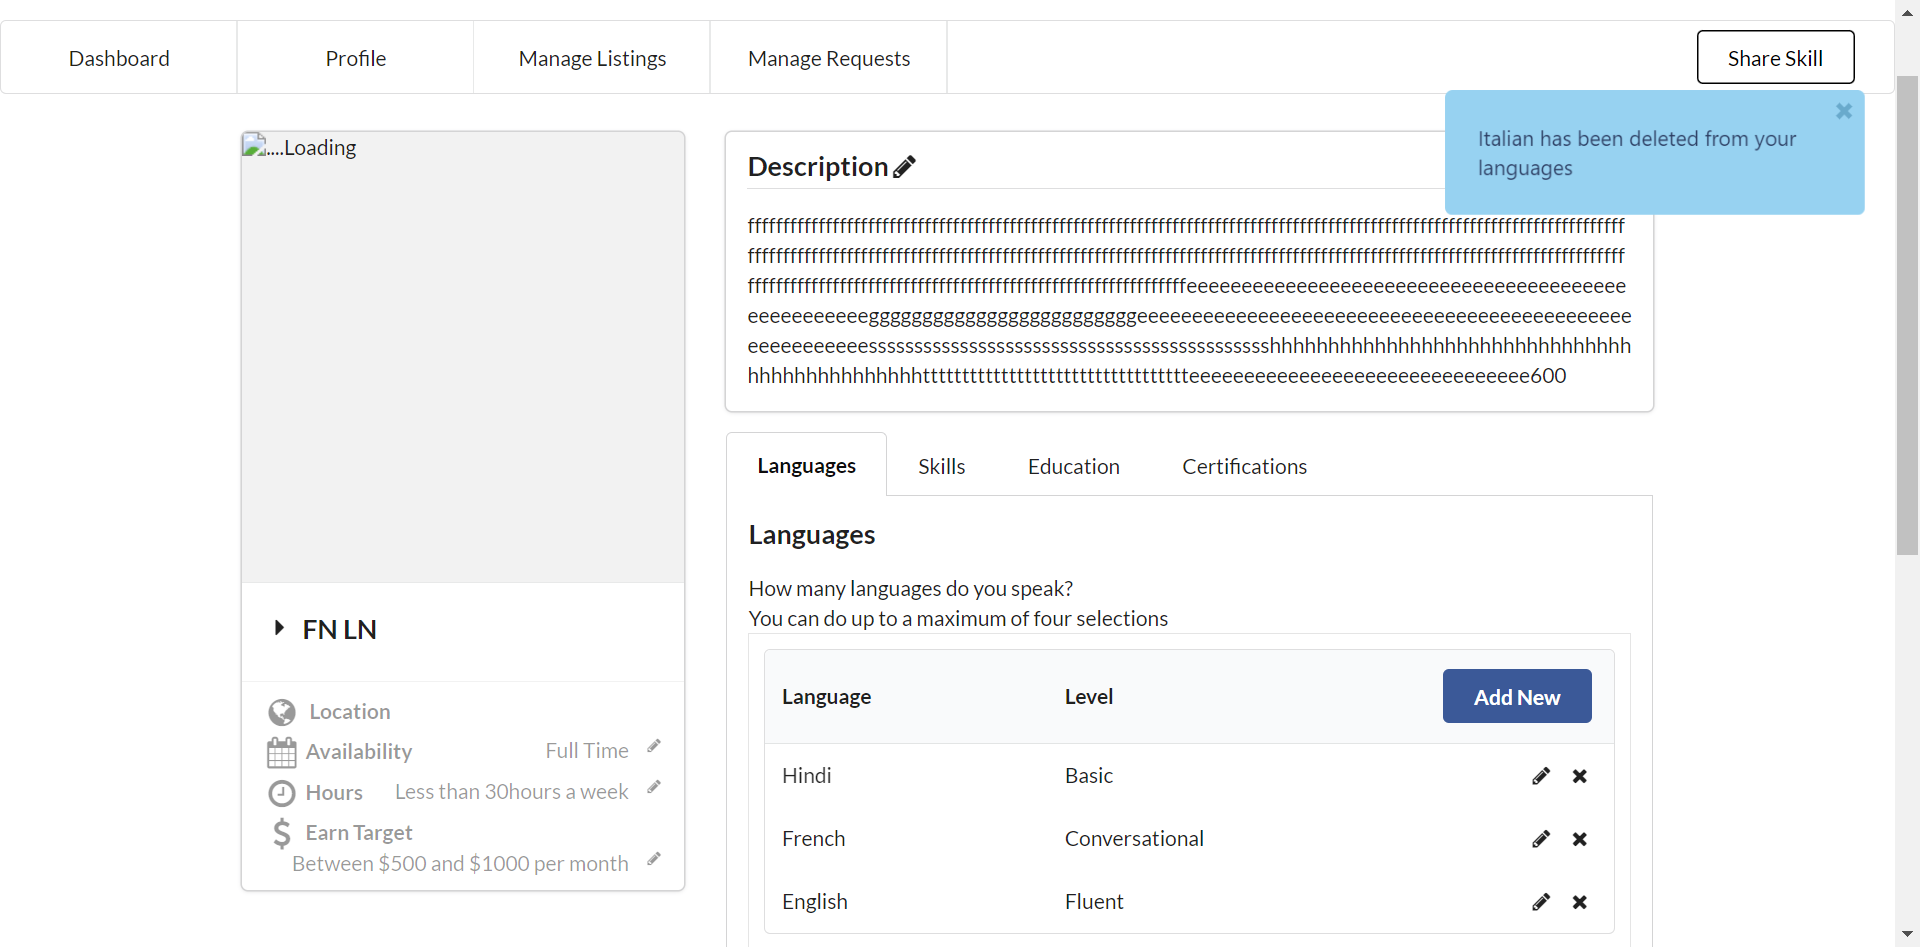 Dashboard
Profile
Manage Listings
Manage Requests
Share Skill
Italian has been deleted from your
languages
....Loading
Description
FN LN
Location
Availability
Full Time
Hours
Less than 30hours a week
Earn Target
Between $500 and $1000 per month
Languages
Skills
Education
Certifications
Languages
How many languages do you speak?
You can do up to a maximum of four selections
Language
Level
Add New
Hindi
Basic
French
Conversational
English
Fluent